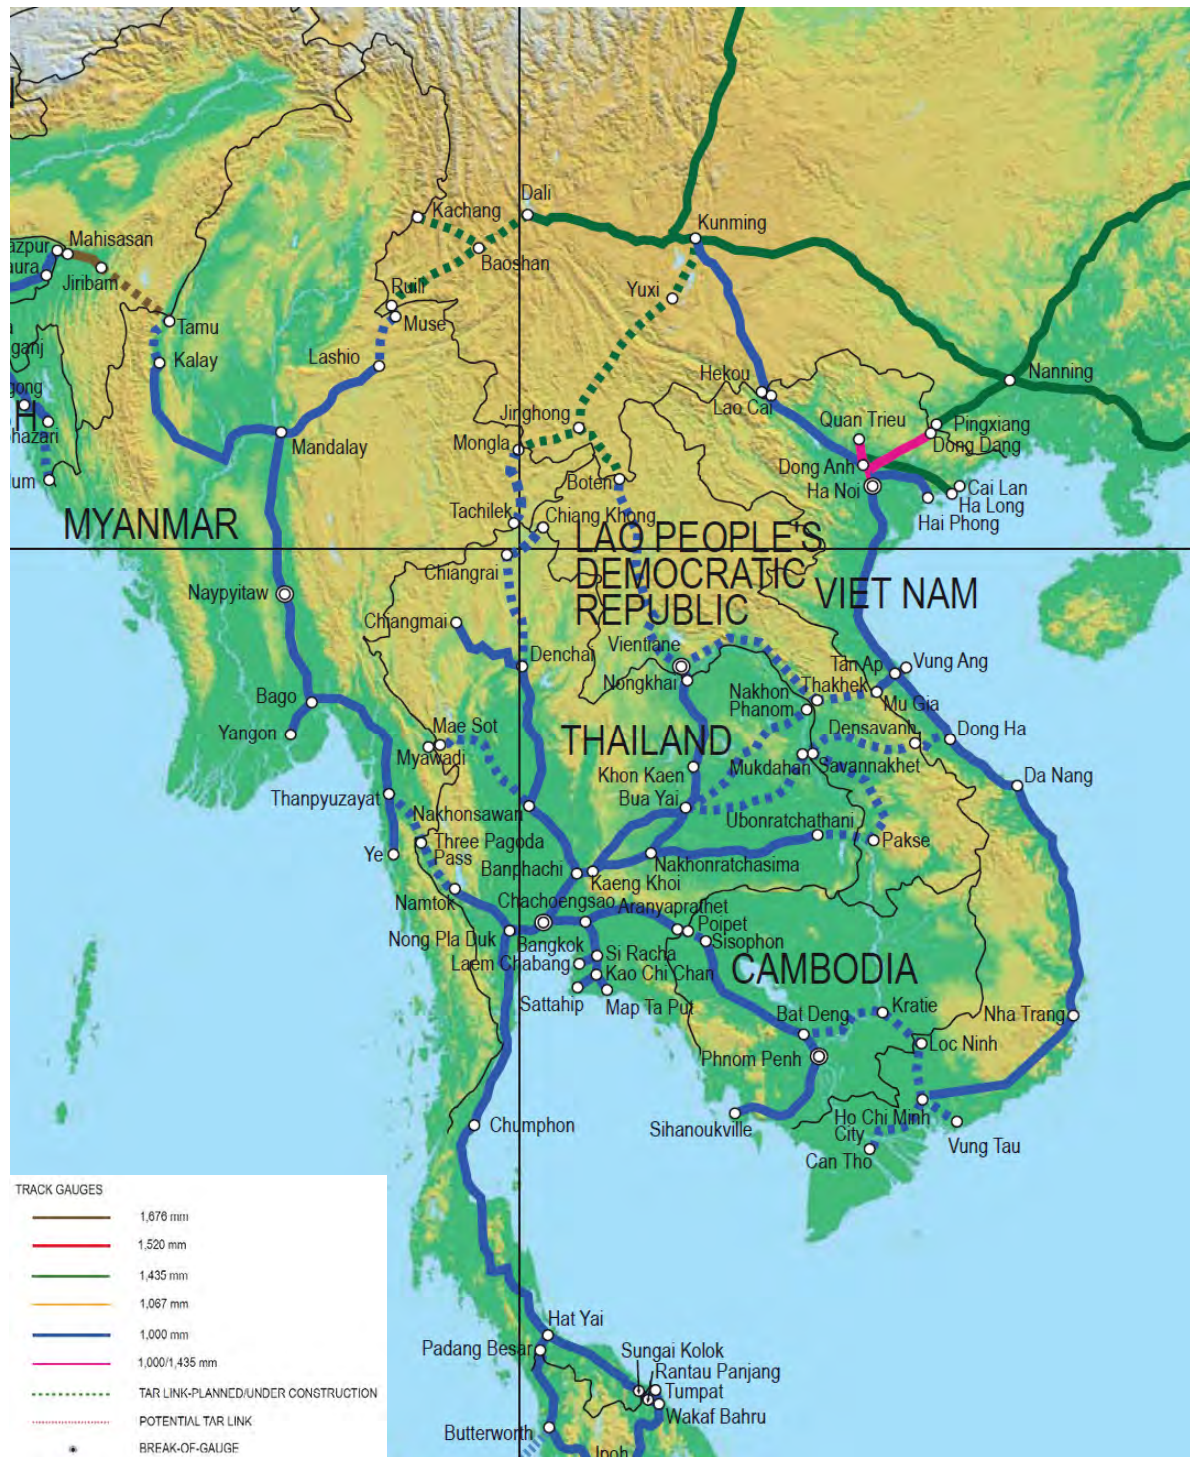 Dali
Kachang
Kunming
azpur
Mahisasan
Baoshan
aura
Jiribam
Ruili
Yuxi
Muse
Tamu
ganj
Kalay
Lashio
Hekou
Nanning
gong
Lao Cai
Jinghong
Quan Trieu
Pingxiang
H
hazari
Mandalay
Mongla
Dong Dang
Dong Anh
um
Boten
Ha Noi
Cai Lan
Ha Long
Hai Phong
MYANMAR
Tachilek
Chiang Khong
LAO PEOPLE'S
DEMOCRATIC
REPUBLIC
Chiangrai
VIET NAM
Naypyitaw
Chiangmai
Vientiane
Denchai
Tan Ap
Vung Ang
Nongkhai
Thakhek
Nakhon
Phanom
Mu Gia
Bago
Densavanh
Dong Ha
Yangon
Mae Sot
Myawadi
THAILAND
Mukdahan
Savannakhet
Khon Kaen
Da Nang
Thanpyuzayat
Bua Yai
Nakhonsawan
Ubonratchathani
Three Pagoda
Pass
Pakse
Ye
Banphachi
Nakhonratchasima
Kaeng Khoi
Namtok
Chachoengsao
Aranyaprathet
Poipet
Nong Pla Duk
Bangkok
Sisophon
Si Racha
Laem Chabang
Kao Chi Chan
CAMBODIA
Sattahip
Map Ta Put
Kratie
Nha Trang
Bat Deng
Loc Ninh
Phnom Penh
Chumphon
Sihanoukville
Ho Chi Minh
City
Vung Tau
Can Tho
TRACK GAUGES
1,676 mm
1,520 mm
1,435 mm
1,067 mm
1,000 mm
1,000/1,435 mm
TAR LINK-PLANNED/UNDER CONSTRUCTION
POTENTIAL TAR LINK
BREAK-OF-GAUGE
Hat Yai
Padang Besar
Sungai Kolok
Rantau Panjang
Tumpat
Wakaf Bahru
Butterworth
Ipoh